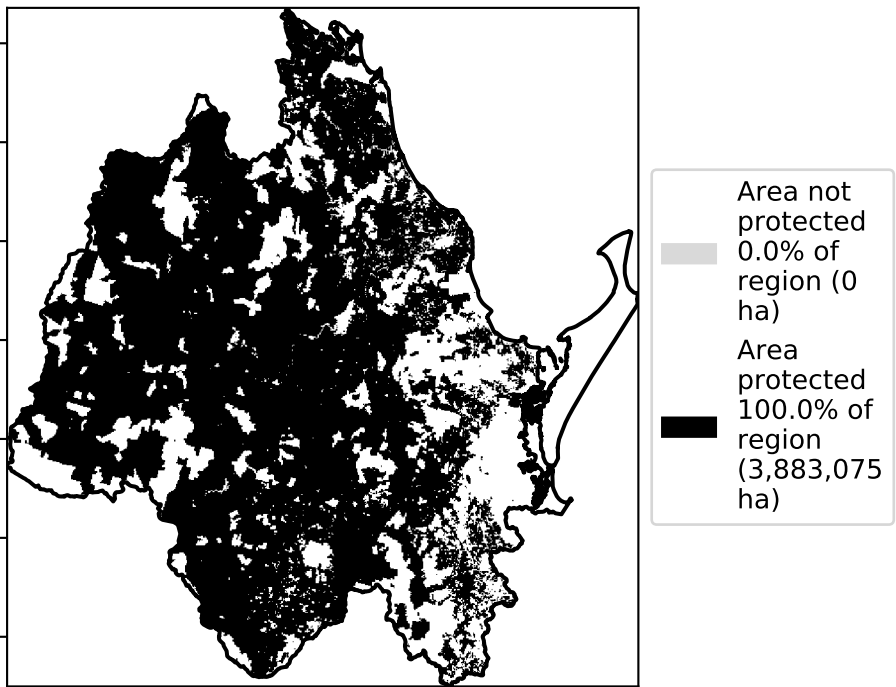 Area not
protected
0.0% of
region (0
ha)
Area
protected
100.0% of
region
(3,883,075
ha)